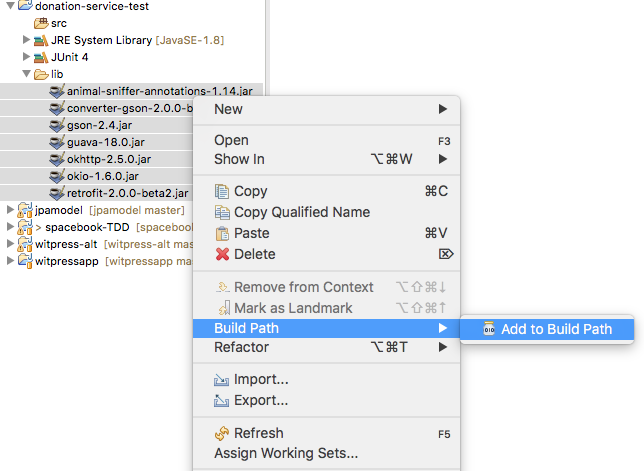 donation-service-test
src
JRE System Library [JavaSE-1.8]
JUnit 4
lib
animal-sniffer-annotations-1.14.jar
converter-gson-2.0.0-b
gson-2.4.jar
guava-18.0.jar
okhttp-2.5.0.jar
okio-1.6.0.jar
retrofit-2.0.0-beta2.jar
jpamodel [jpamodel master]
> spacebook-TDD [spacebook
witpress-alt [witpress-alt mas
witpressapp [witpressapp ma
New
Open F3
Show In ⌥⌘W
Copy ⌘C
Copy Qualified Name
Paste ⌘V
Delete ⌦
Remove from Context ⌥⇧⌘↓
Mark as Landmark ⌥⇧⌘↑
Build Path
Add to Build Path
Refactor ⌥⌘T
Import...
Export...
Refresh F5
Assign Working Sets...